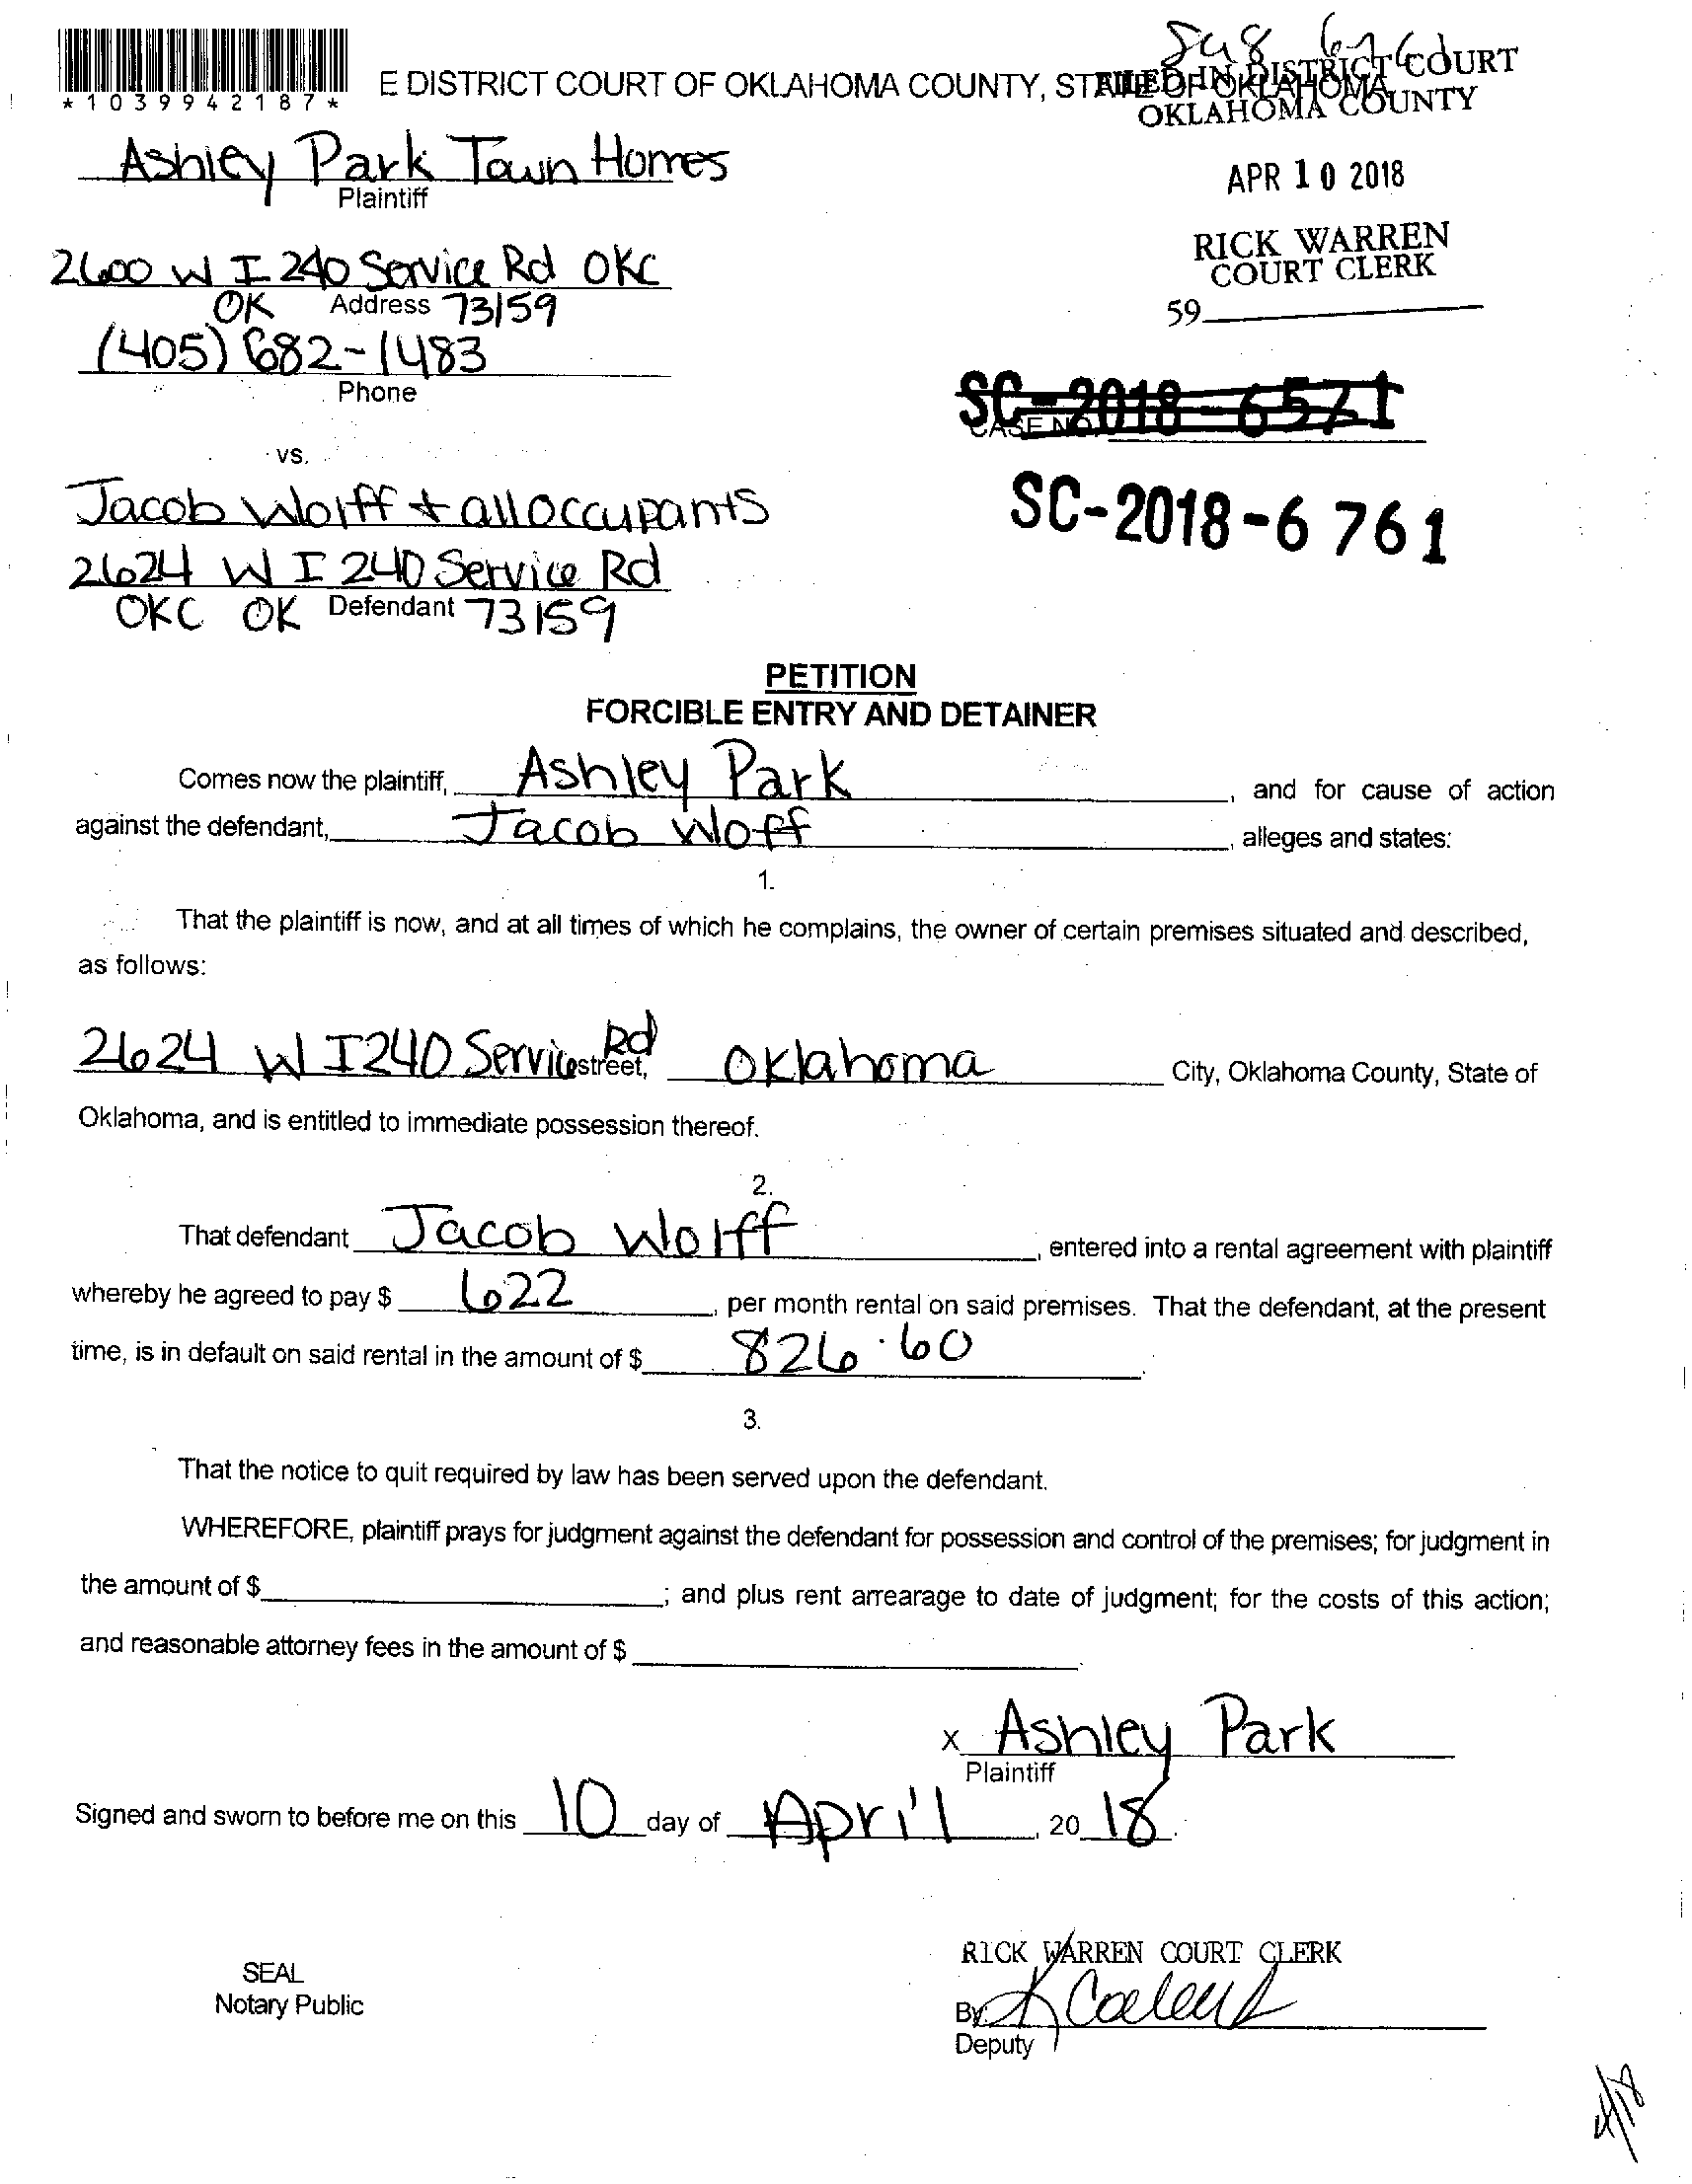 E DISTRICT COURT OF OKLAHOMA COUNTY, STATE OF OKLAHOMA
FILED IN DISTRICT COURT
OKLAHOMA COUNTY
*1039942187*
Ashley Park Town Homes
Plaintiff
APR 10 2018
RICK WARREN
COURT CLERK
59
2600 W I 240 Service Rd OKC
OK Address 73159
(405) 682-1483
Phone
SC-2018-6571
CASE NO.
vs.
Jacob Wolff + all occupants
SC-2018-6761
2624 W I 240 Service Rd
OKC OK Defendant 73159
PETITION
FORCIBLE ENTRY AND DETAINER
Comes now the plaintiff, Ashley Park, and for cause of action
against the defendant, Jacob Woff, alleges and states:
1.
That the plaintiff is now, and at all times of which he complains, the owner of certain premises situated and described,
as follows:
2624 W I240 Service Rd street, Oklahoma City, Oklahoma County, State of
Oklahoma, and is entitled to immediate possession thereof.
2.
That defendant Jacob Wolff, entered into a rental agreement with plaintiff
whereby he agreed to pay $ 622, per month rental on said premises. That the defendant, at the present
time, is in default on said rental in the amount of $ 826.60.
3.
That the notice to quit required by law has been served upon the defendant.
WHEREFORE, plaintiff prays for judgment against the defendant for possession and control of the premises; for judgment in
the amount of $ ; and plus rent arrearage to date of judgment; for the costs of this action;
and reasonable attorney fees in the amount of $ .
x Ashley Park
Plaintiff
Signed and sworn to before me on this 10 day of April, 20 18.
RICK WARREN COURT CLERK
SEAL
Notary Public
By
Deputy
4/18